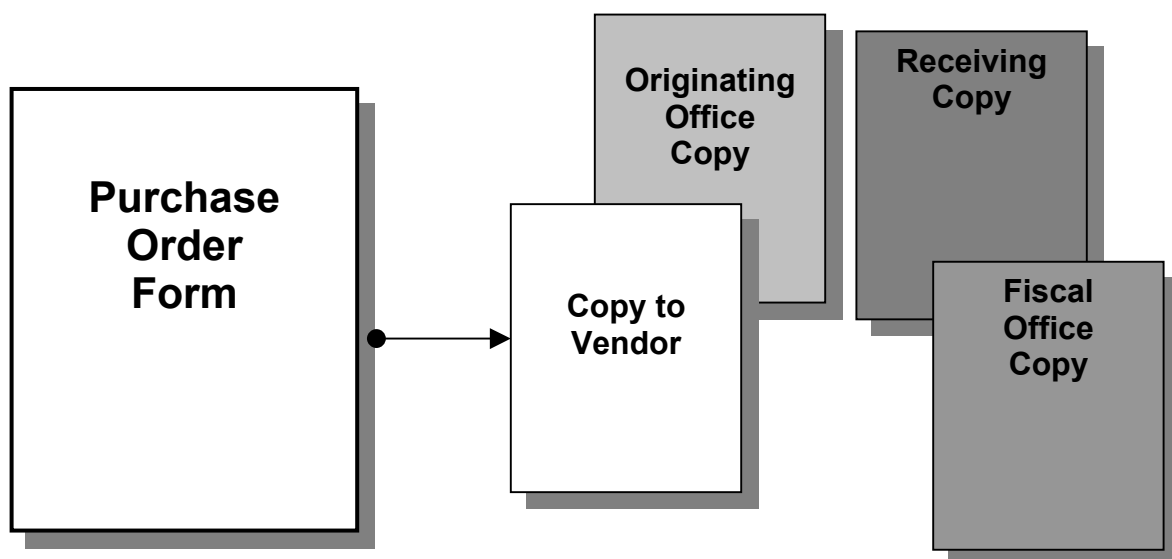 Purchase
Order
Form
Originating
Office
Copy
Copy to
Vendor
Receiving
Copy
Fiscal
Office
Copy